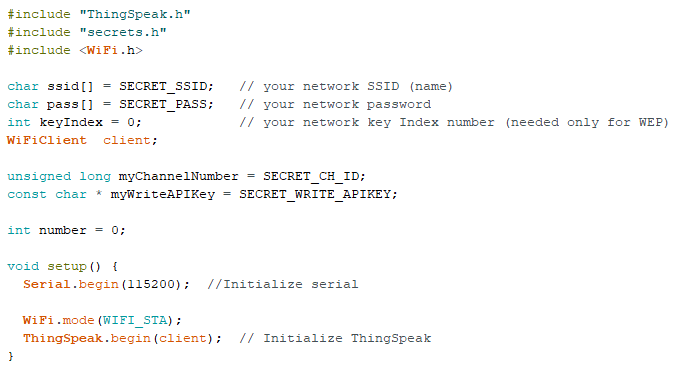 #include "ThingSpeak.h"
#include "secrets.h"
#include <WiFi.h>
char ssid[] = SECRET_SSID;   // your network SSID (name)
char pass[] = SECRET_PASS;   // your network password
int keyIndex = 0;            // your network key Index number (needed only for WEP)
WiFiClient  client;
unsigned long myChannelNumber = SECRET_CH_ID;
const char * myWriteAPIKey = SECRET_WRITE_APIKEY;
int number = 0;
void setup() {
  Serial.begin(115200);  //Initialize serial
  WiFi.mode(WIFI_STA);
  ThingSpeak.begin(client);  // Initialize ThingSpeak
}